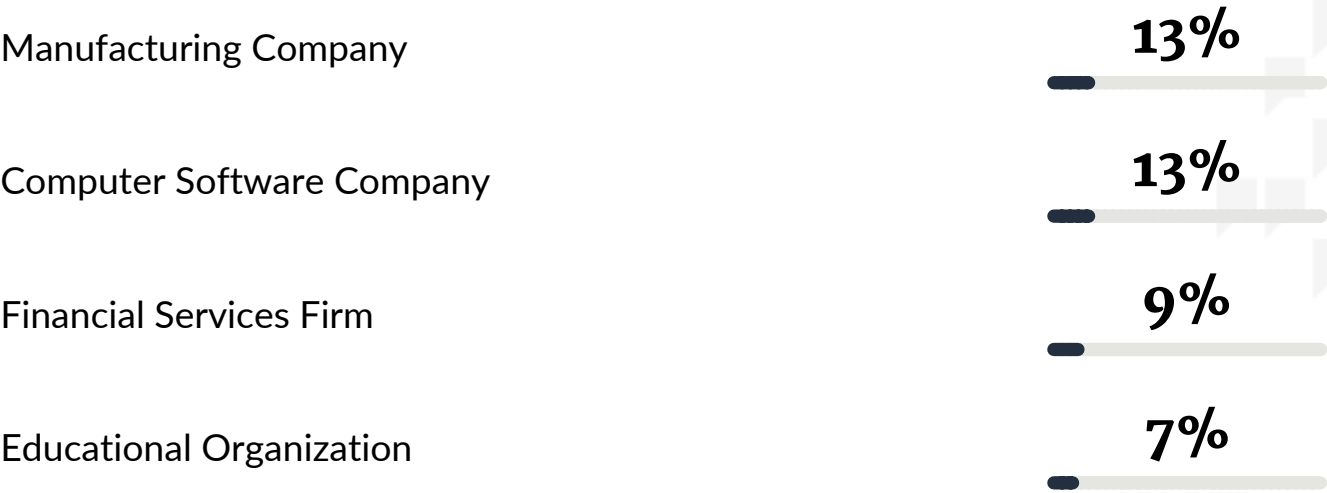 Manufacturing Company 13%
Computer Software Company 13%
Financial Services Firm 9%
Educational Organization 7%